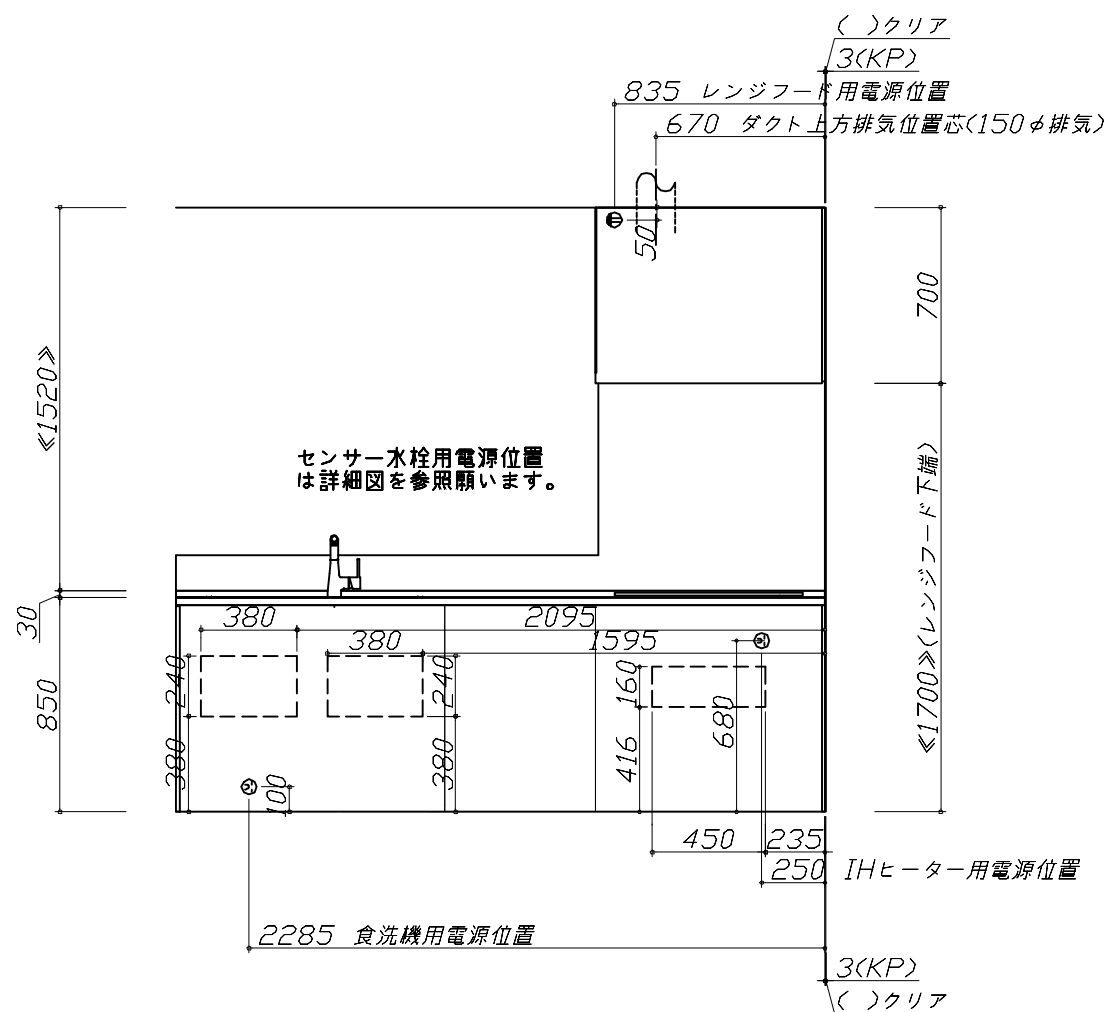 ( )クリア
3(KP)
835 レンジフード用電源位置
670 ダクト上方排気位置芯(150φ排気)
50
700
≪1520≫
センサー水栓用電源位置
は詳細図を参照願います。
≪1700≫(レンジフード下端)
30
380
2095
380
1595
240
240
160
680
850
380
380
416
100
450
235
250 IHヒーター用電源位置
2285 食洗機用電源位置
3(KP)
( )クリア